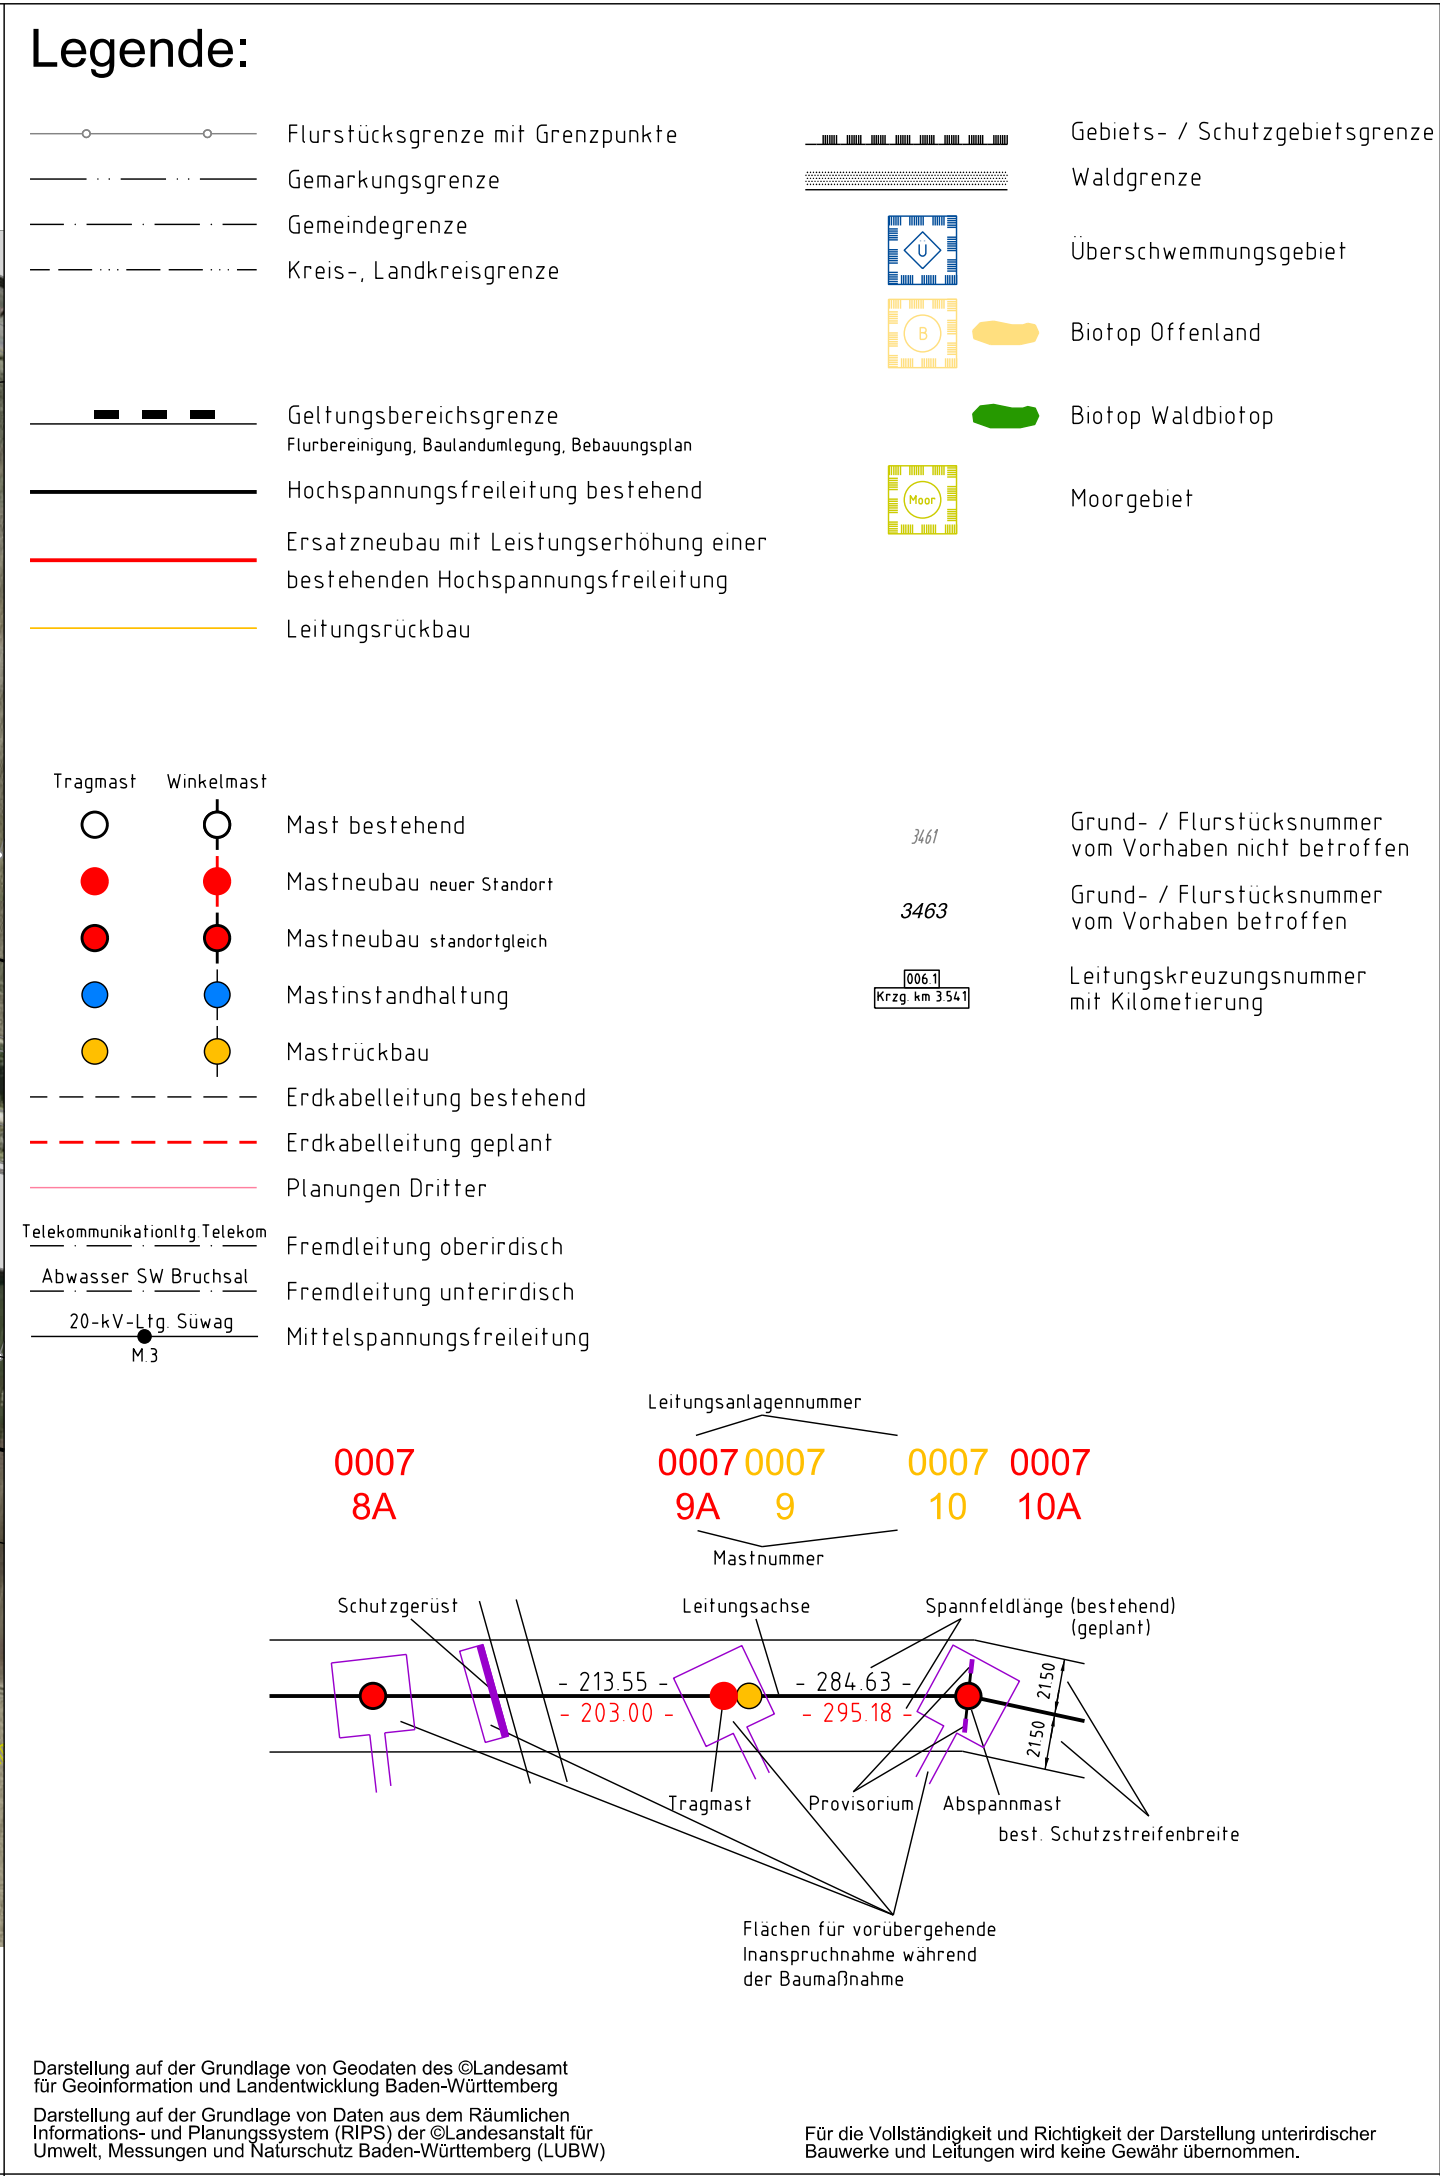 Legende:
Flurstücksgrenze mit Grenzpunkte
Gemarkungsgrenze
Gemeindegrenze
Kreis-, Landkreisgrenze
Geltungsbereichsgrenze
Flurbereinigung, Baulandumlegung, Bebauungsplan
Hochspannungsfreileitung bestehend
Ersatzneubau mit Leistungserhöhung einer
bestehenden Hochspannungsfreileitung
Leitungsrückbau
Gebiets- / Schutzgebietsgrenze
Waldgrenze
Ü
Überschwemmungsgebiet
B
Biotop Offenland
Biotop Waldbiotop
Moor
Moorgebiet
Tragmast Winkelmast
Mast bestehend
Mastneubau neuer Standort
Mastneubau standortgleich
Mastinstandhaltung
Mastrückbau
Erdkabelleitung bestehend
Erdkabelleitung geplant
Planungen Dritter
Telekommunikationltg.Telekom
Fremdleitung oberirdisch
Abwasser SW Bruchsal
Fremdleitung unterirdisch
20-kV-Ltg. Süwag
M.3
Mittelspannungsfreileitung
3461
Grund- / Flurstücksnummer
vom Vorhaben nicht betroffen
3463
Grund- / Flurstücksnummer
vom Vorhaben betroffen
006.1
Krzg. km 3.541
Leitungskreuzungsnummer
mit Kilometierung
Leitungsanlagennummer
0007 0007 0007 0007 0007
8A 9A 9 10 10A
Mastnummer
Schutzgerüst
Leitungsachse
Spannfeldlänge (bestehend)
(geplant)
- 213.55 -
- 203.00 -
- 284.63 -
- 295.18 -
21.50
21.50
Tragmast
Provisorium
Abspannmast
best. Schutzstreifenbreite
Flächen für vorübergehende
Inanspruchnahme während
der Baumaßnahme
Darstellung auf der Grundlage von Geodaten des ©Landesamt
für Geoinformation und Landentwicklung Baden-Württemberg
Darstellung auf der Grundlage von Daten aus dem Räumlichen
Informations- und Planungssystem (RIPS) der ©Landesanstalt für
Umwelt, Messungen und Naturschutz Baden-Württemberg (LUBW)
Für die Vollständigkeit und Richtigkeit der Darstellung unterirdischer
Bauwerke und Leitungen wird keine Gewähr übernommen.